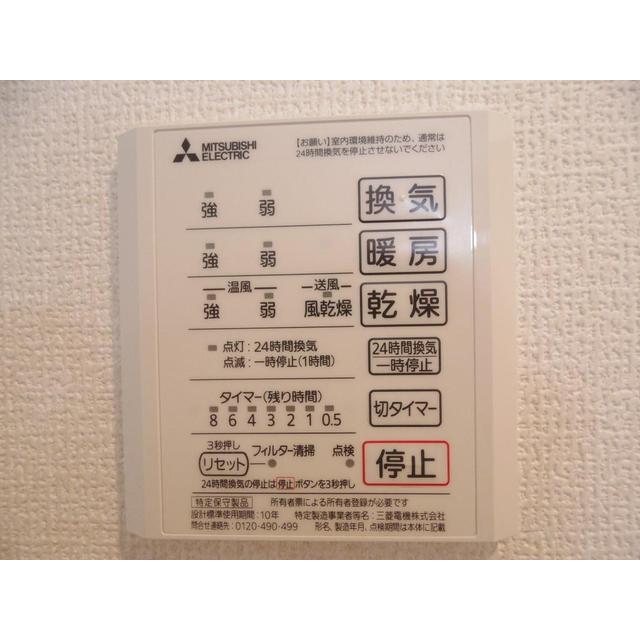 MITSUBISHI
ELECTRIC
【お願い】室内環境維持のため、通常は
24時間換気を停止させないでください
強 弱 換気
強 弱 暖房
温風 送風
強 弱 風乾燥 乾燥
点灯：24時間換気
点滅：一時停止(1時間)
24時間換気
一時停止
タイマー(残り時間)
8 6 4 3 2 1 0.5
切タイマー
3秒押し
リセット フィルター清掃 点検
停止
24時間換気の停止は停止ボタンを3秒押し
特定保守製品 所有者票による所有者登録が必要です
設計標準使用期間：10年 特定製造事業者等名：三菱電機株式会社
問合せ連絡先：0120-490-499 形名、製造年月、点検期間は本体に記載